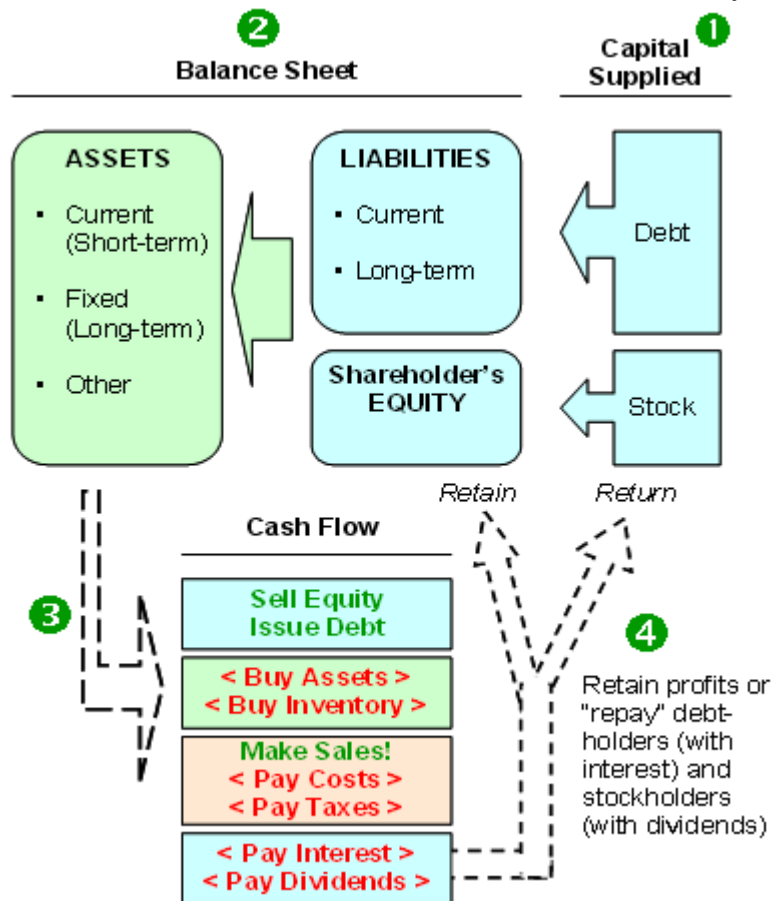 2
Balance Sheet
1
Capital
Supplied
ASSETS
▪ Current
(Short-term)
▪ Fixed
(Long-term)
▪ Other
LIABILITIES
▪ Current
▪ Long-term
Shareholder's
EQUITY
Debt
Stock
Retain
Return
Cash Flow
3
Sell Equity
Issue Debt
< Buy Assets >
< Buy Inventory >
Make Sales!
< Pay Costs >
< Pay Taxes >
< Pay Interest >
< Pay Dividends >
4
Retain profits or
"repay" debt-
holders (with
interest) and
stockholders
(with dividends)